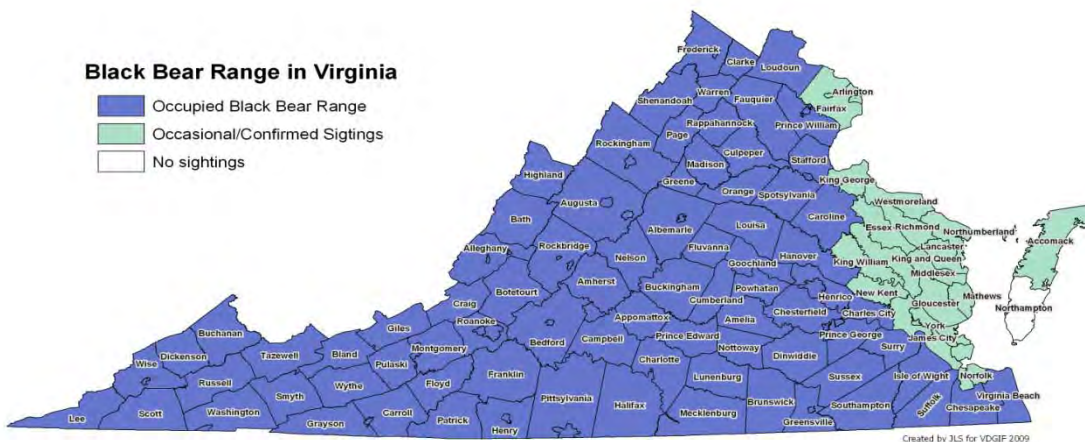 Black Bear Range in Virginia
Occupied Black Bear Range
Occasional/Confirmed Sigtings
No sightings
Frederick
Clarke
Loudoun
Arlington
Fairfax
Warren
Fauquier
Shenandoah
Prince William
Rappahannock
Page
Rockingham
Culpeper
Stafford
Madison
Highland
King George
Greene
Orange
Spotsylvania
Westmoreland
Augusta
Caroline
Bath
Albemarle
Louisa
Essex
Richmond
Northumberland
Accomack
Alleghany
Rockbridge
Fluvanna
Hanover
Lancaster
Nelson
Goochland
King William
King and Queen
Middlesex
Amherst
Buckingham
Powhatan
New Kent
Botetourt
Cumberland
Henrico
Mathews
Craig
Gloucester
Northampton
Chesterfield
Charles City
Roanoke
Appomattox
Amelia
York
Giles
Prince Edward
Prince George
James City
Buchanan
Montgomery
Bedford
Campbell
Nottoway
Surry
Dickenson
Tazewell
Bland
Dinwiddie
Wise
Pulaski
Charlotte
Isle of Wight
Norfolk
Russell
Wythe
Floyd
Franklin
Lunenburg
Sussex
Smyth
Pittsylvania
Virginia Beach
Lee
Scott
Washington
Carroll
Halifax
Mecklenburg
Brunswick
Southampton
Suffolk
Chesapeake
Grayson
Patrick
Henry
Greensville
Created by JLS for VDGIF 2009